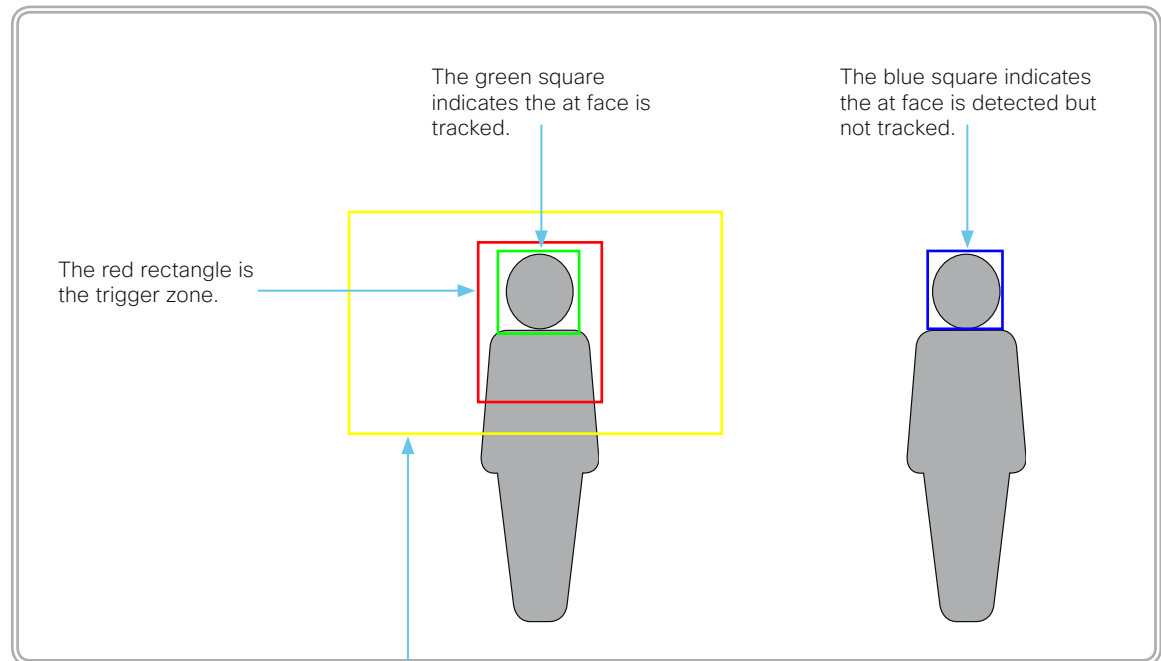 The green square
indicates the at face is
tracked.
The blue square indicates
the at face is detected but
not tracked.
The red rectangle is
the trigger zone.